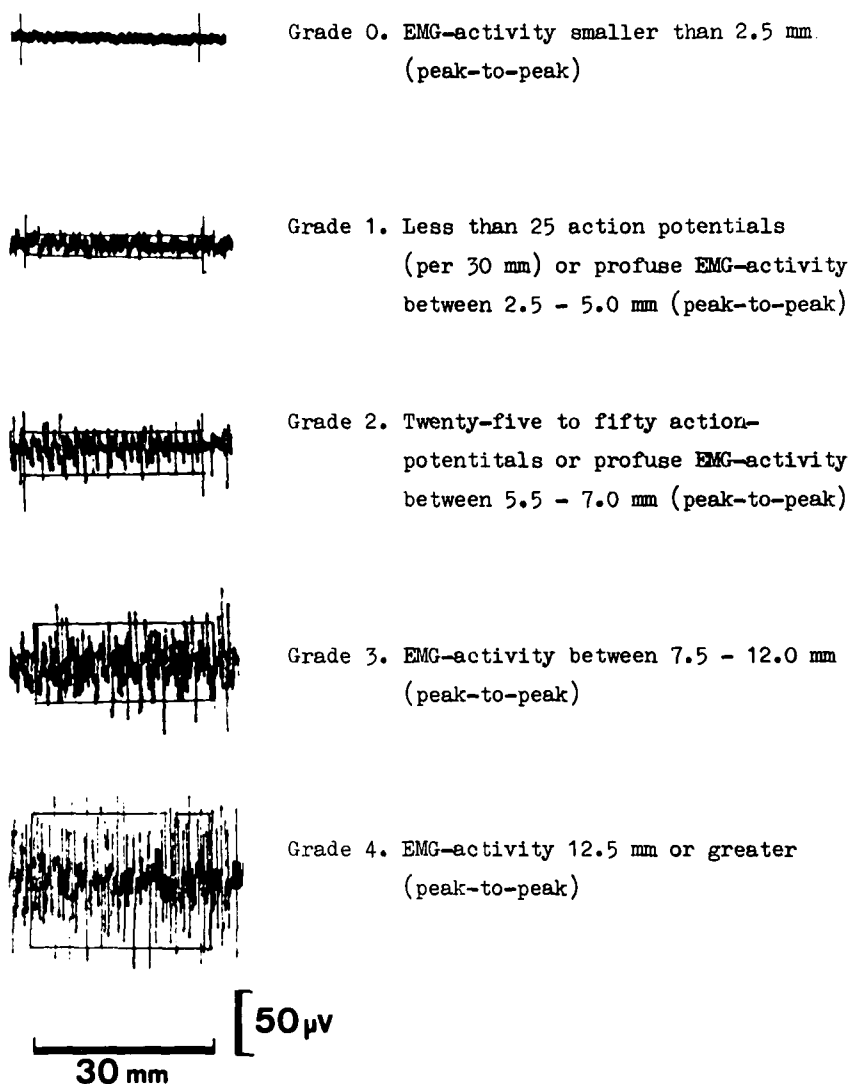 Grade 0. EMG-activity smaller than 2.5 mm
(peak-to-peak)
Grade 1. Less than 25 action potentials
(per 30 mm) or profuse EMG-activity
between 2.5 - 5.0 mm (peak-to-peak)
Grade 2. Twenty-five to fifty action-
potentitals or profuse EMG-activity
between 5.5 - 7.0 mm (peak-to-peak)
Grade 3. EMG-activity between 7.5 - 12.0 mm
(peak-to-peak)
Grade 4. EMG-activity 12.5 mm or greater
(peak-to-peak)
50 µV
30 mm